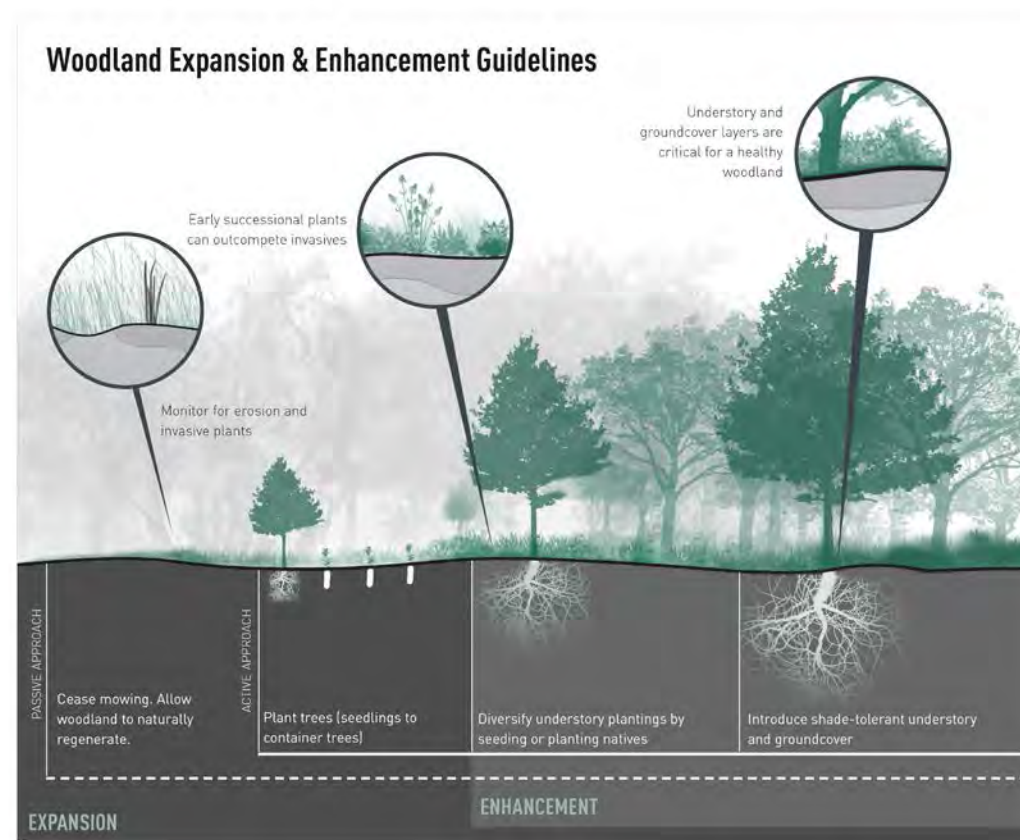 Woodland Expansion & Enhancement Guidelines
Understory and
groundcover layers are
critical for a healthy
woodland
Early successional plants
can outcompete invasives
Monitor for erosion and
invasive plants
PASSIVE APPROACH
Cease mowing. Allow
woodland to naturally
regenerate.
ACTIVE APPROACH
Plant trees (seedlings to
container trees)
Diversify understory plantings by
seeding or planting natives
Introduce shade-tolerant understory
and groundcover
EXPANSION
ENHANCEMENT